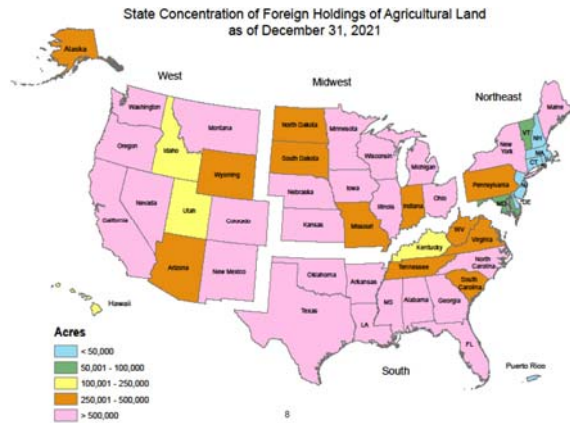 State Concentration of Foreign Holdings of Agricultural Land
as of December 31, 2021
Alaska
West
Midwest
Northeast
Washington
Montana
Oregon
Idaho
Wyoming
Nevada
Utah
California
Colorado
Arizona
New Mexico
Hawaii
North Dakota
South Dakota
Nebraska
Kansas
Minnesota
Iowa
Missouri
Wisconsin
Illinois
Michigan
Indiana
Ohio
Maine
VT
NH
MA
CT
New
York
NJ
Pennsylvania
DE
Kentucky
WV
Virginia
Tennessee
North
Carolina
South
Carolina
Oklahoma
Arkansas
Texas
LA
MS
Alabama
Georgia
FL
South
Puerto Rico
Acres
< 50,000
50,001 - 100,000
100,001 - 250,000
250,001 - 500,000
> 500,000
8